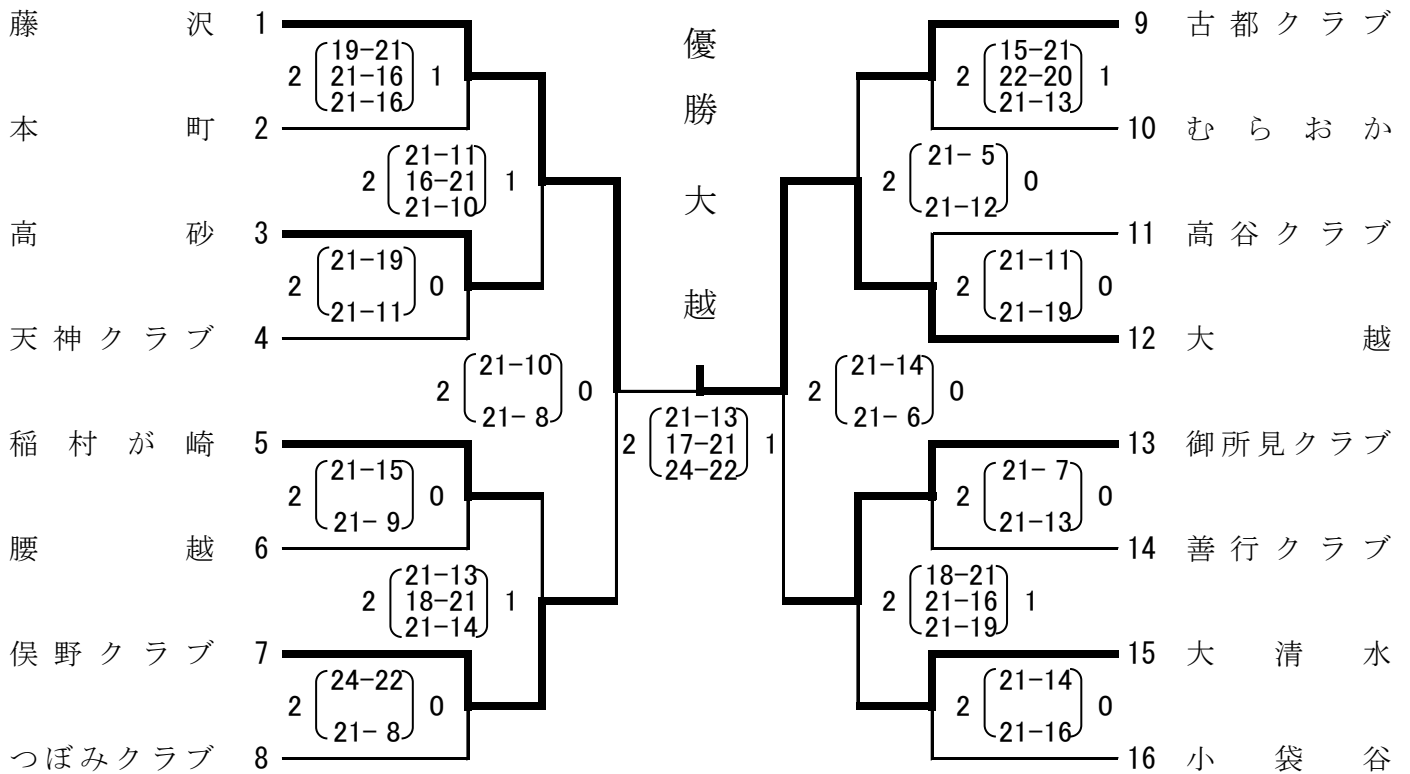 藤沢 1
2 19-21 1
21-16
21-16
本町 2
2 21-11 1
16-21
21-10
高砂 3
2 21-19 0
21-11
天神クラブ 4
2 21-10 0
21- 8
稲村が崎 5
2 21-15 0
21- 9
腰越 6
2 21-13 1
18-21
21-14
俣野クラブ 7
2 24-22 0
21- 8
つぼみクラブ 8
優勝 大越
2 21-13 1
17-21
24-22
9 古都クラブ
2 15-21 1
22-20
21-13
10 むらおか
2 21- 5 0
21-12
11 高谷クラブ
2 21-11 0
21-19
12 大越
2 21-14 0
21- 6
13 御所見クラブ
2 21- 7 0
21-13
14 善行クラブ
2 18-21 1
21-16
21-19
15 大清水
2 21-14 0
21-16
16 小袋谷